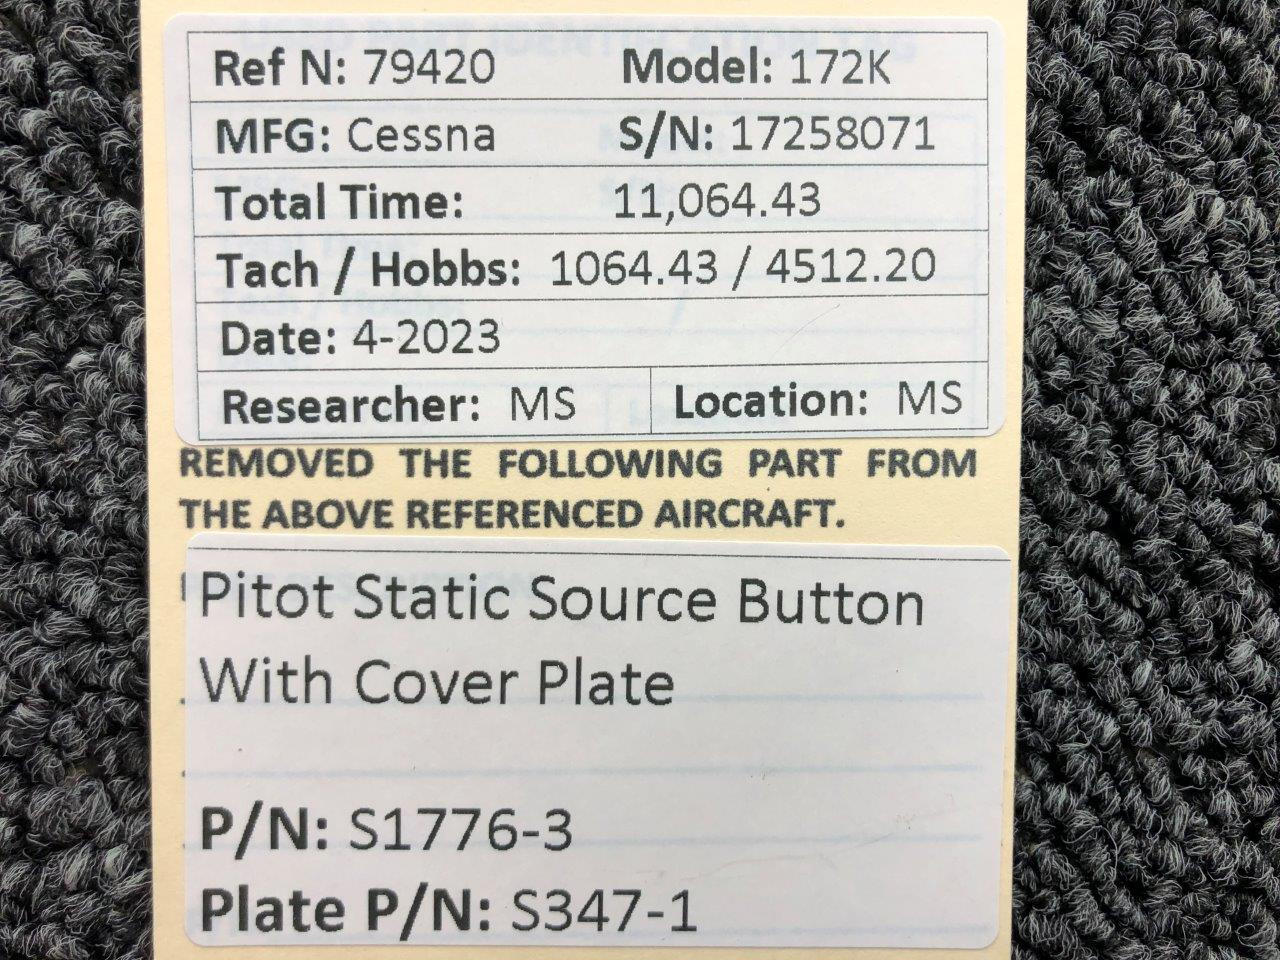 Ref N: 79420 Model: 172K
MFG: Cessna S/N: 17258071
Total Time: 11,064.43
Tach / Hobbs: 1064.43 / 4512.20
Date: 4-2023
Researcher: MS Location: MS
REMOVED THE FOLLOWING PART FROM
THE ABOVE REFERENCED AIRCRAFT.
Pitot Static Source Button
With Cover Plate
P/N: S1776-3
Plate P/N: S347-1